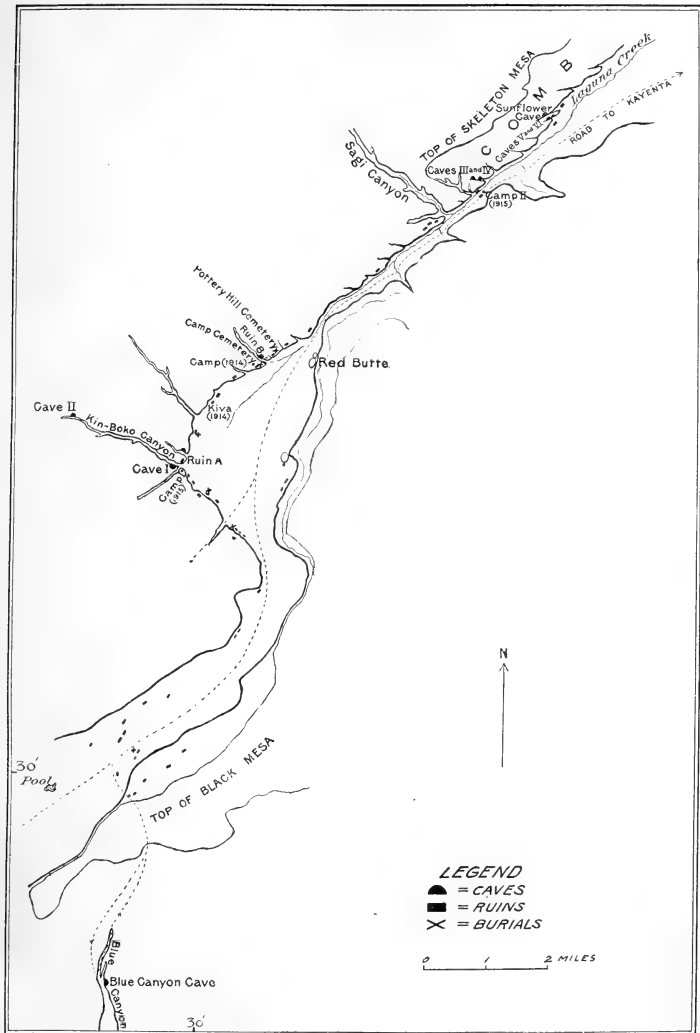 Laguna Creek
ROAD TO KAYENTA
TOP OF SKELETON MESA
C O M B
Sunflower
Cave
Caves V and VI
Caves III and IV
Camp II
(1915)
Sagi Canyon
Pottery Hill Cemetery
Ruin B
Camp Cemetery
Camp (1914)
Red Butte
Kiva
(1914)
Cave II
Kin-Boko Canyon
Ruin A
Cave I
Camp
(1915)
N
30'
Pool
TOP OF BLACK MESA
LEGEND
= CAVES
= RUINS
= BURIALS
0 1 2 MILES
Blue Canyon
Blue Canyon Cave
30'